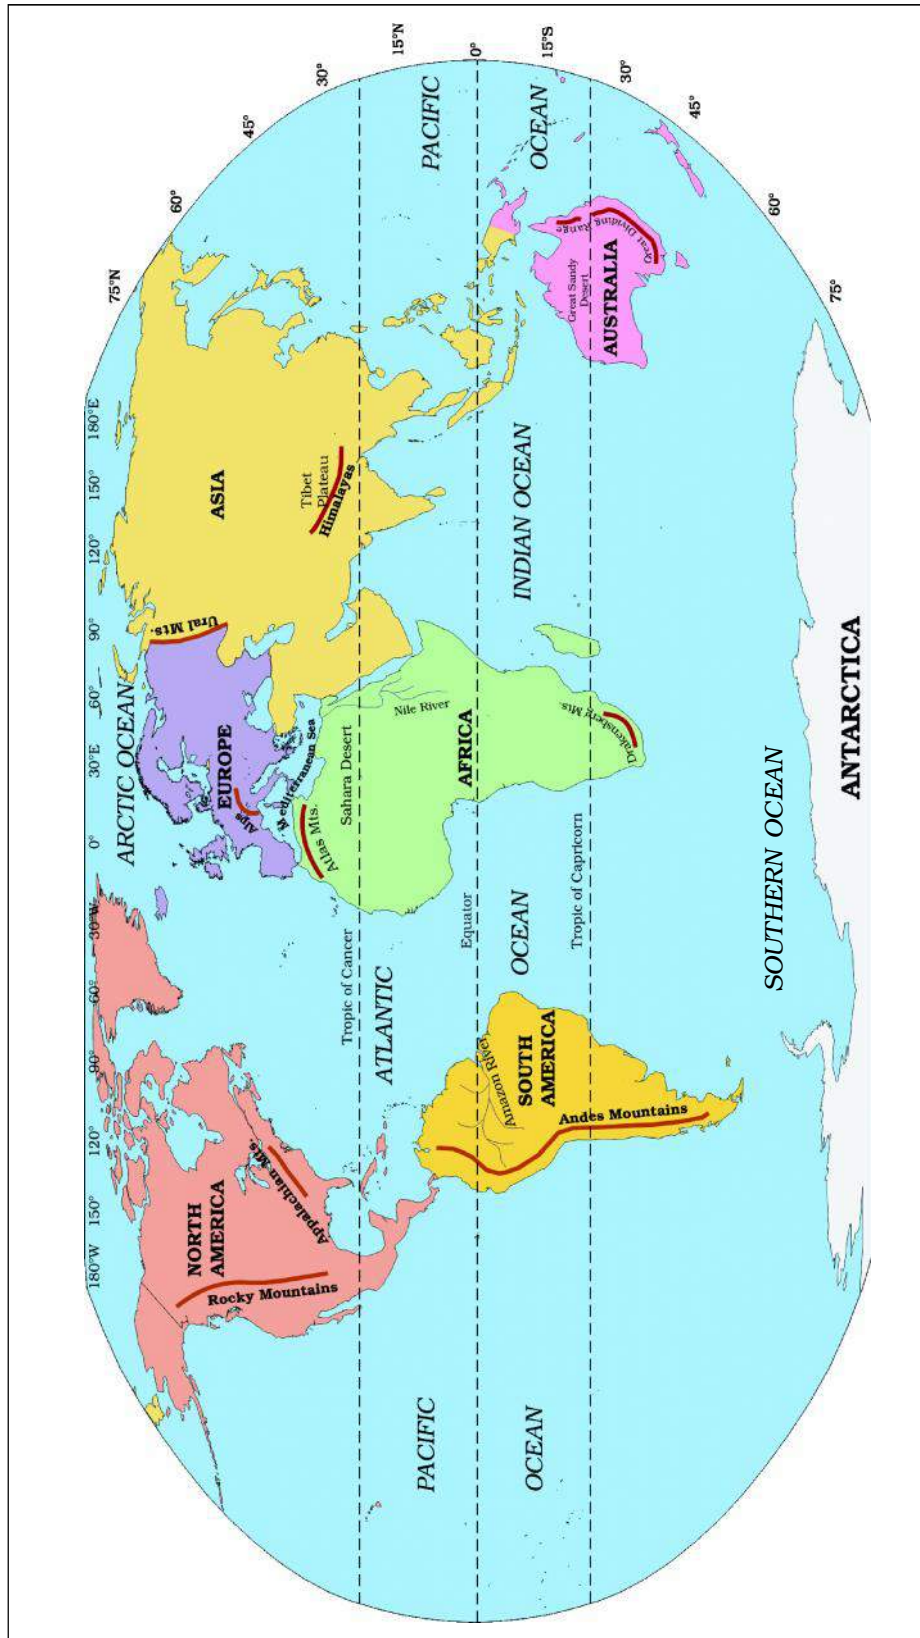 180°W
150°
120°
90°
60°
30°W
0°
30°E
60°
90°
120°
150°
180°E
75°N
60°
45°
30°
15°N
0°
15°S
30°
45°
60°
75°
ARCTIC OCEAN
NORTH
AMERICA
Rocky Mountains
Appalachian Mts.
EUROPE
Alps
Mediterranean Sea
Ural Mts.
ASIA
Tibet
Plateau
Himalayas
Atlas Mts.
Sahara Desert
Nile River
AFRICA
Drakensberg Mts.
Tropic of Cancer
Equator
Tropic of Capricorn
ATLANTIC
OCEAN
PACIFIC
OCEAN
PACIFIC
OCEAN
INDIAN OCEAN
Amazon River
SOUTH
AMERICA
Andes Mountains
Great Sandy
Desert
AUSTRALIA
Great Dividing Range
SOUTHERN OCEAN
ANTARCTICA